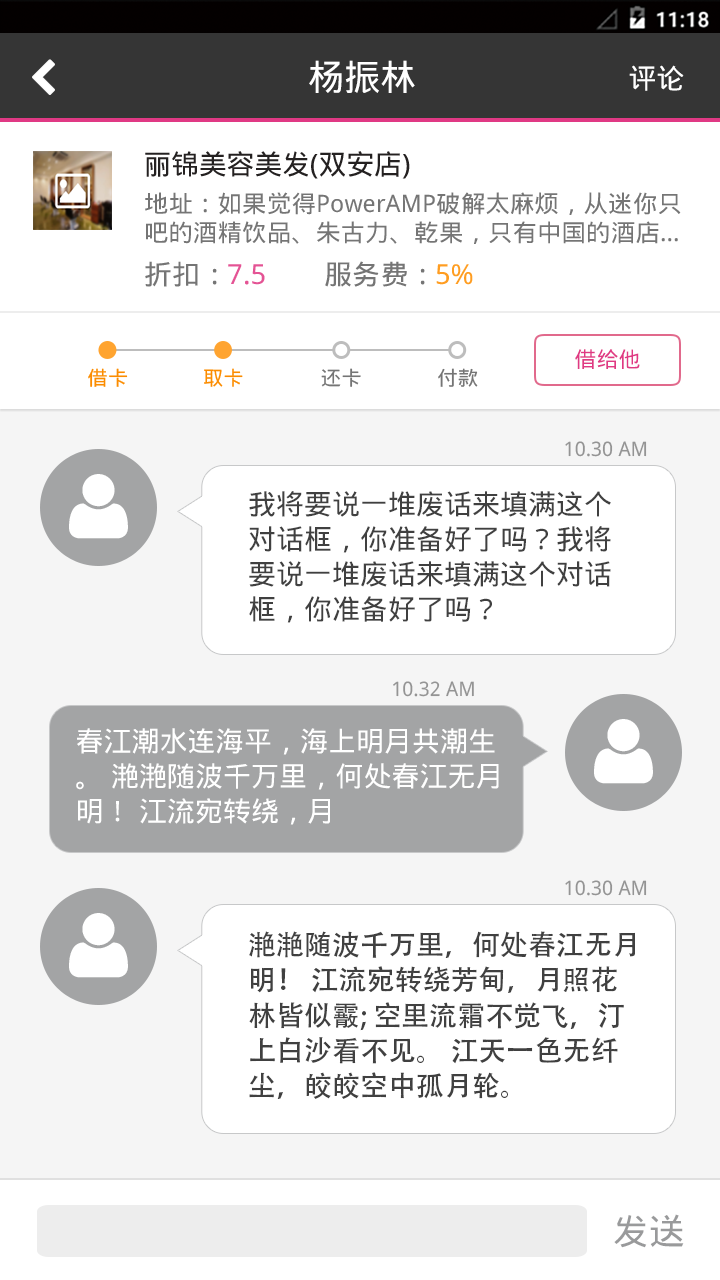 11:18
杨振林
评论
丽锦美容美发(双安店)
地址：如果觉得PowerAMP破解太麻烦，从迷你只
吧的酒精饮品、朱古力、乾果，只有中国的酒店...
折扣：7.5 服务费：5%
借卡 取卡 还卡 付款 借给他
10.30 AM
我将要说一堆废话来填满这个
对话框，你准备好了吗？我将
要说一堆废话来填满这个对话
框，你准备好了吗？
10.32 AM
春江潮水连海平，海上明月共潮生
。 滟滟随波千万里，何处春江无月
明！ 江流宛转绕，月
10.30 AM
滟滟随波千万里，何处春江无月
明！ 江流宛转绕芳甸，月照花
林皆似霰; 空里流霜不觉飞，汀
上白沙看不见。 江天一色无纤
尘，皎皎空中孤月轮。
发送